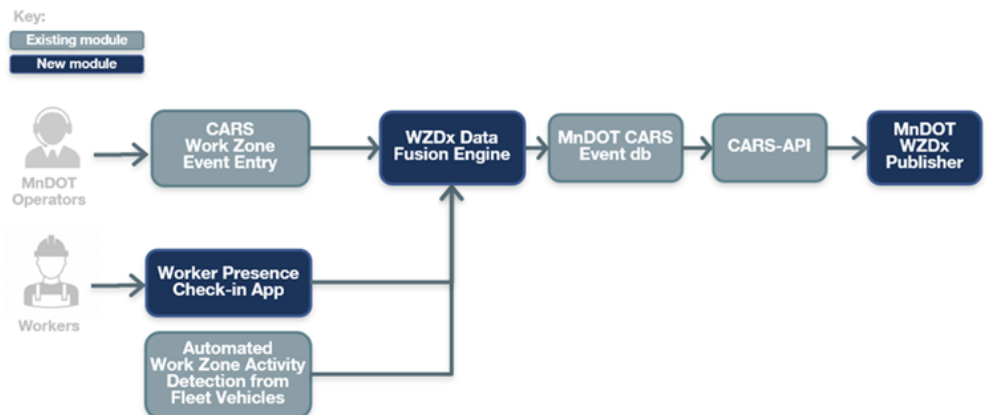 Key:
Existing module
New module
MnDOT
Operators
CARS
Work Zone
Event Entry
WZDx Data
Fusion Engine
MnDOT CARS
Event db
CARS-API
MnDOT
WZDx
Publisher
Workers
Worker Presence
Check-in App
Automated
Work Zone Activity
Detection from
Fleet Vehicles